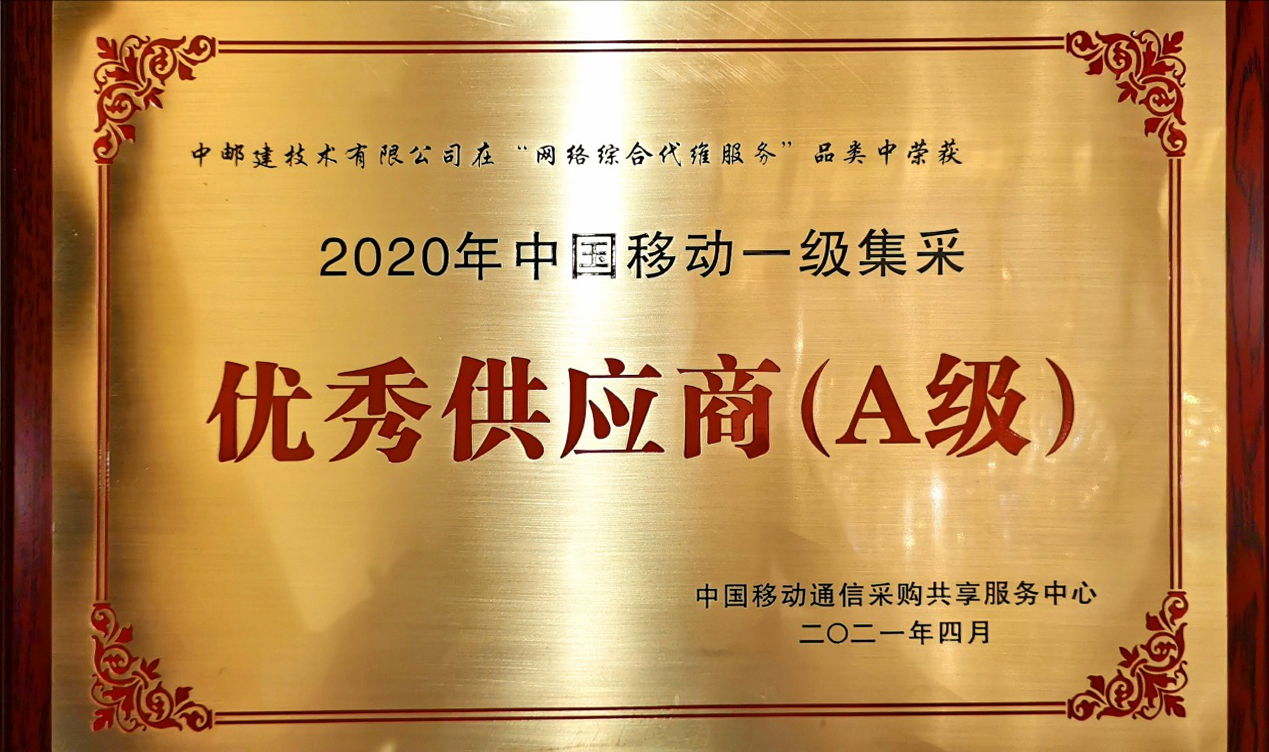 中邮建技术有限公司在“网络综合代维服务”品类中荣获
2020年中国移动一级集采
优秀供应商(A级)
中国移动通信采购共享服务中心
二〇二一年四月